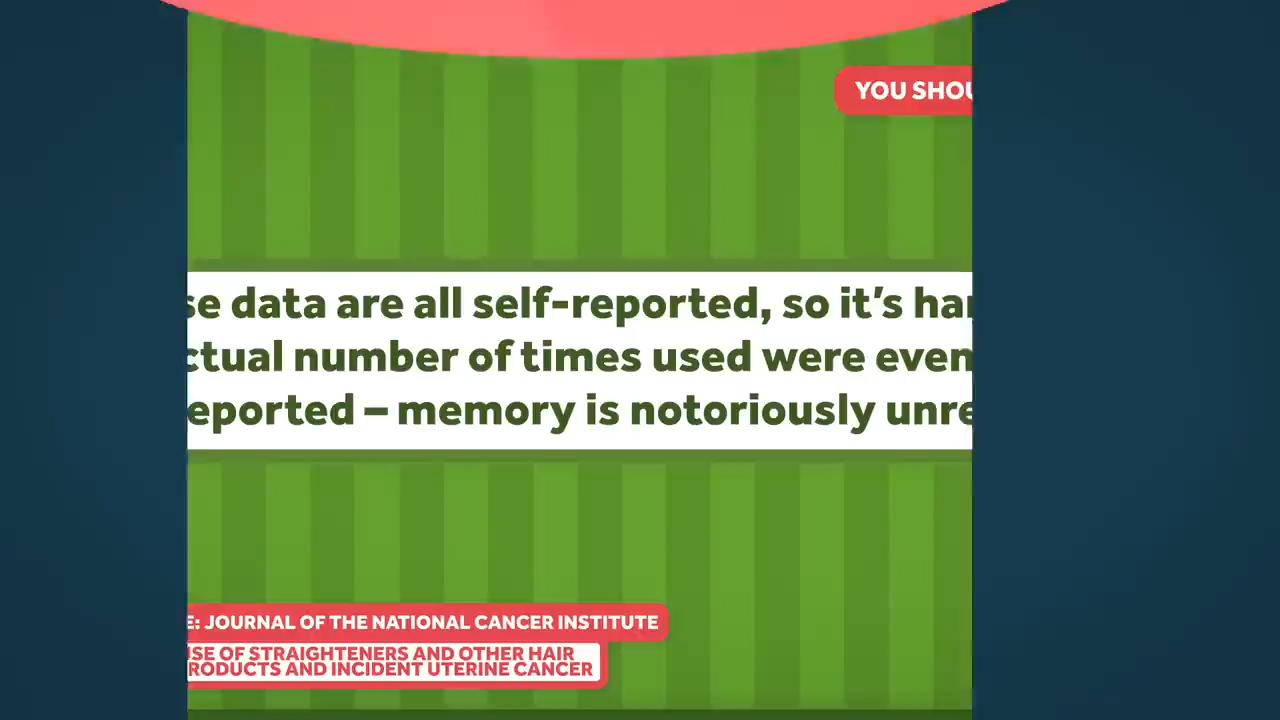 YOU SHOU
se data are all self-reported, so it's har
ctual number of times used were even
eported – memory is notoriously unre
E: JOURNAL OF THE NATIONAL CANCER INSTITUTE
SE OF STRAIGHTENERS AND OTHER HAIR
RODUCTS AND INCIDENT UTERINE CANCER